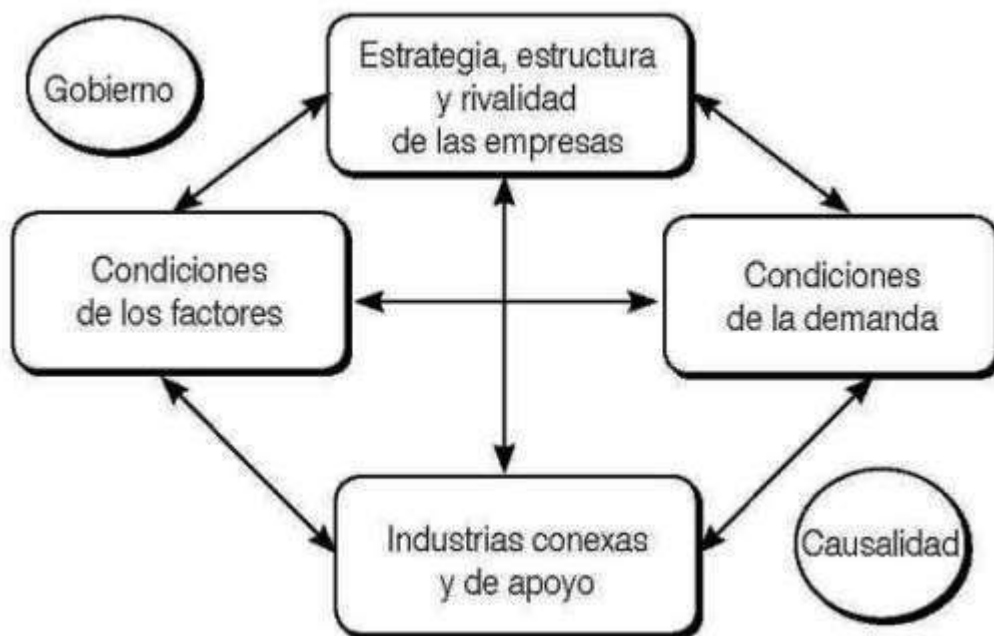 Gobierno
Estrategia, estructura
y rivalidad
de las empresas
Condiciones
de los factores
Condiciones
de la demanda
Industrias conexas
y de apoyo
Causalidad